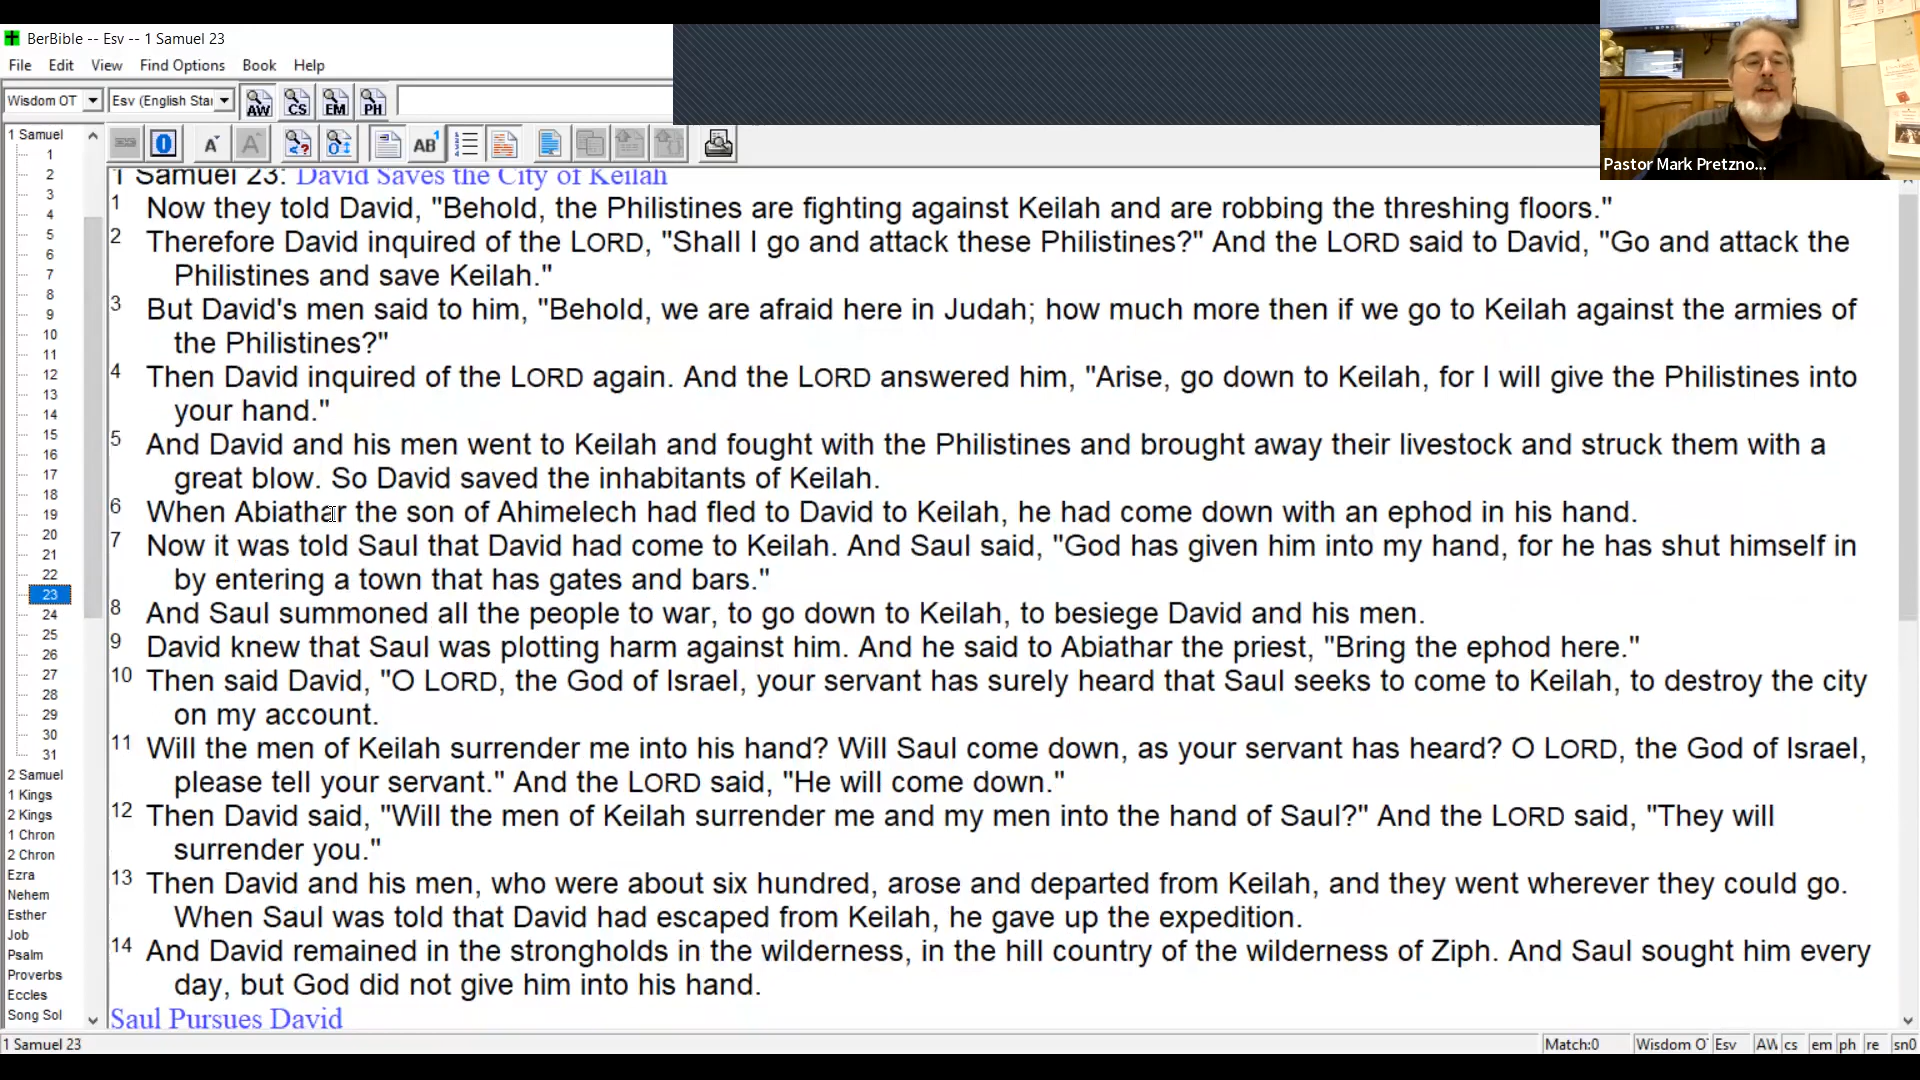 BerBible -- Esv -- 1 Samuel 23
File Edit View Find Options Book Help
Wisdom OT Esv (English Sta AW CS EM PH
1 Samuel
1
2
3
4
5
6
7
8
9
10
11
12
13
14
15
16
17
18
19
20
21
22
23
24
25
26
27
28
29
30
31
2 Samuel
1 Kings
2 Kings
1 Chron
2 Chron
Ezra
Nehem
Esther
Job
Psalm
Proverbs
Eccles
Song Sol
1 Samuel 23: David Saves the City of Keilah
1 Now they told David, "Behold, the Philistines are fighting against Keilah and are robbing the threshing floors."
2 Therefore David inquired of the LORD, "Shall I go and attack these Philistines?" And the LORD said to David, "Go and attack the
Philistines and save Keilah."
3 But David's men said to him, "Behold, we are afraid here in Judah; how much more then if we go to Keilah against the armies of
the Philistines?"
4 Then David inquired of the LORD again. And the LORD answered him, "Arise, go down to Keilah, for I will give the Philistines into
your hand."
5 And David and his men went to Keilah and fought with the Philistines and brought away their livestock and struck them with a
great blow. So David saved the inhabitants of Keilah.
6 When Abiathar the son of Ahimelech had fled to David to Keilah, he had come down with an ephod in his hand.
7 Now it was told Saul that David had come to Keilah. And Saul said, "God has given him into my hand, for he has shut himself in
by entering a town that has gates and bars."
8 And Saul summoned all the people to war, to go down to Keilah, to besiege David and his men.
9 David knew that Saul was plotting harm against him. And he said to Abiathar the priest, "Bring the ephod here."
10 Then said David, "O LORD, the God of Israel, your servant has surely heard that Saul seeks to come to Keilah, to destroy the city
on my account.
11 Will the men of Keilah surrender me into his hand? Will Saul come down, as your servant has heard? O LORD, the God of Israel,
please tell your servant." And the LORD said, "He will come down."
12 Then David said, "Will the men of Keilah surrender me and my men into the hand of Saul?" And the LORD said, "They will
surrender you."
13 Then David and his men, who were about six hundred, arose and departed from Keilah, and they went wherever they could go.
When Saul was told that David had escaped from Keilah, he gave up the expedition.
14 And David remained in the strongholds in the wilderness, in the hill country of the wilderness of Ziph. And Saul sought him every
day, but God did not give him into his hand.
Saul Pursues David
1 Samuel 23 Match:0 Wisdom O Esv AW cs em ph re sn0
Pastor Mark Pretzno...